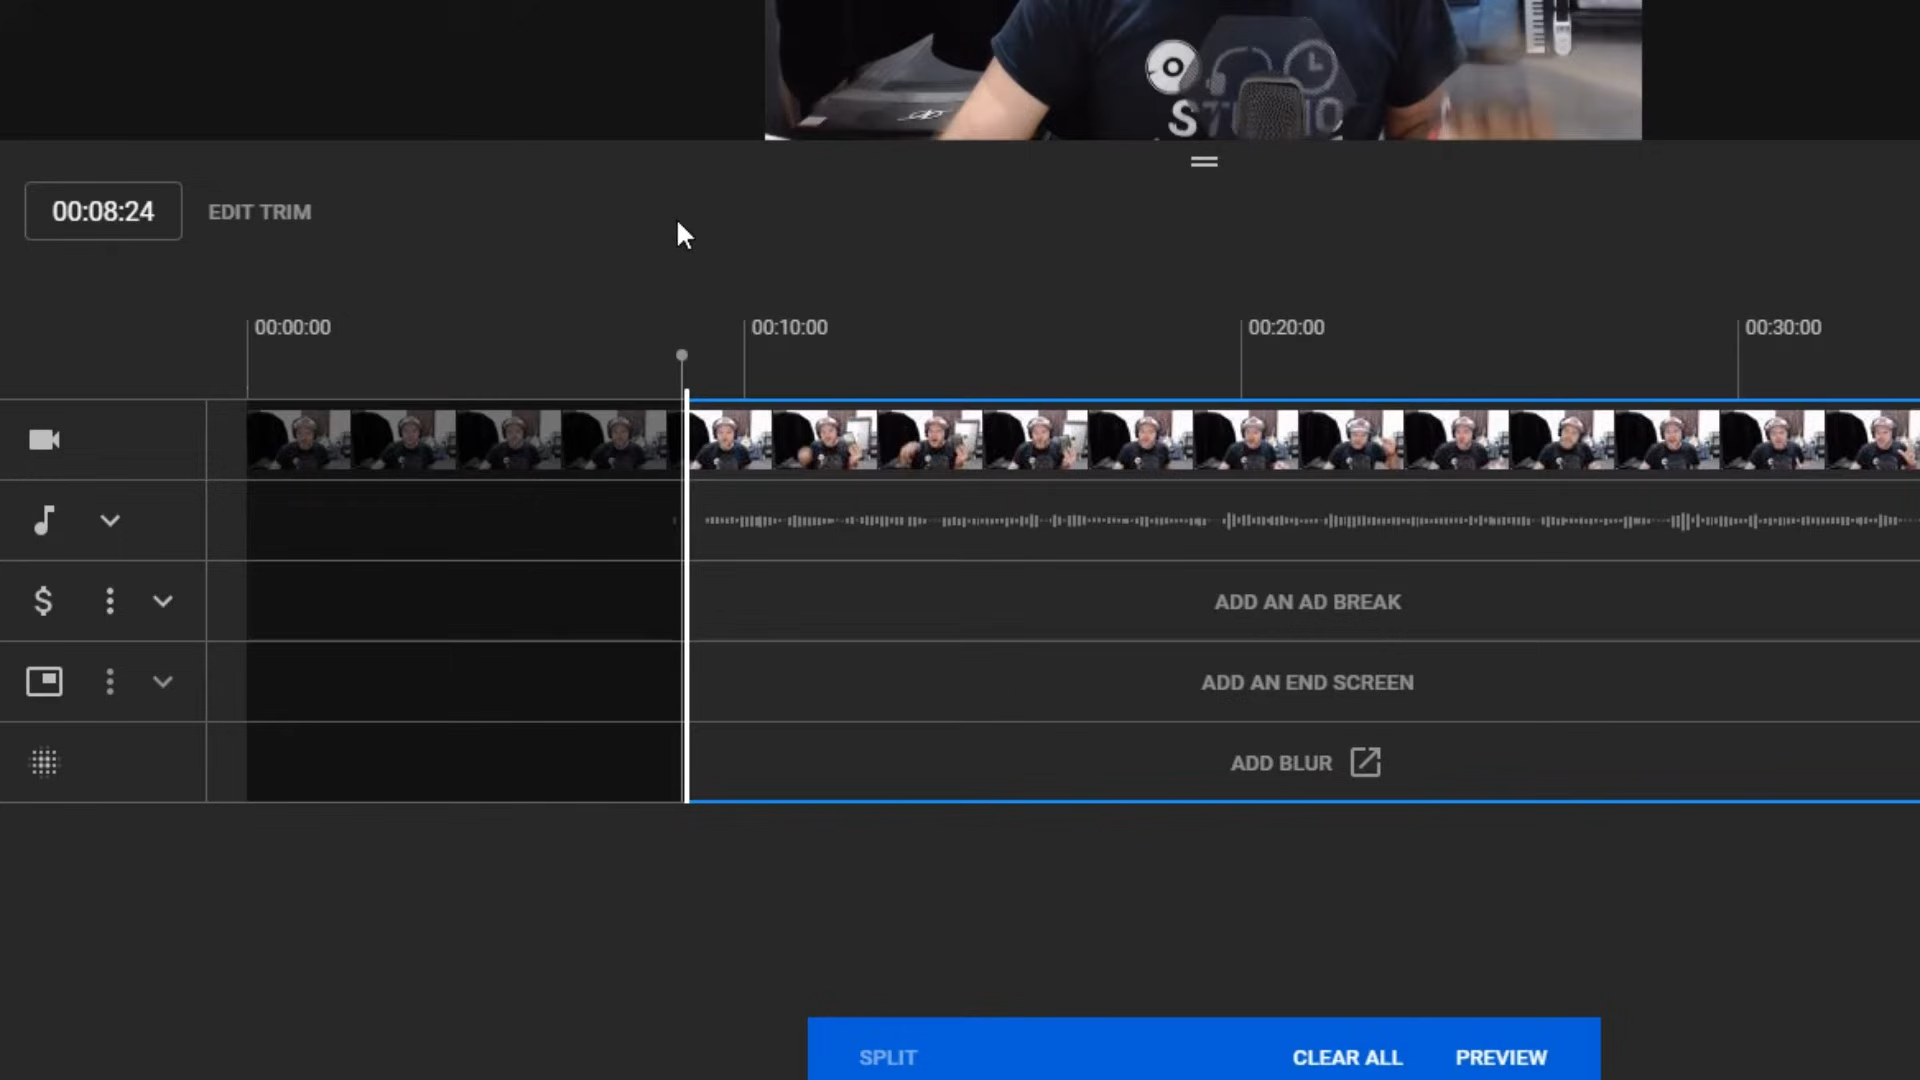 STUDIO
00:08:24 EDIT TRIM
00:00:00 00:10:00 00:20:00 00:30:00
ADD AN AD BREAK
ADD AN END SCREEN
ADD BLUR
SPLIT CLEAR ALL PREVIEW